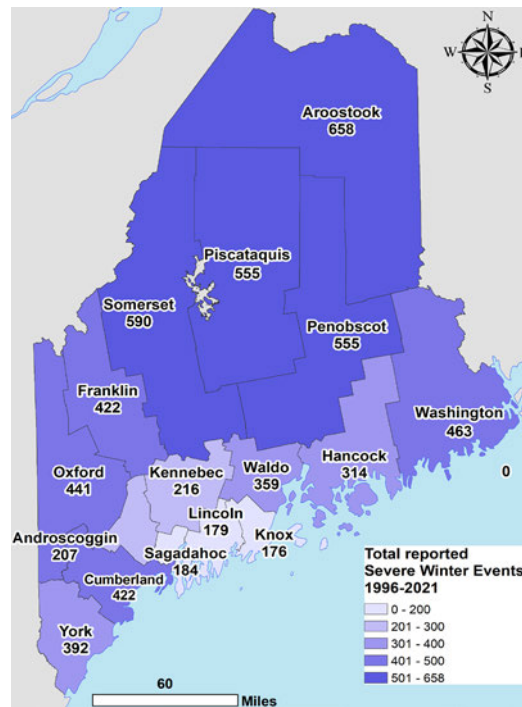 N
W
E
S
Aroostook
658
Piscataquis
555
Somerset
590
Penobscot
555
Franklin
422
Washington
463
Hancock
314
Oxford
441
Kennebec
216
Waldo
359
0
Lincoln
179
Knox
176
Androscoggin
207
Sagadahoc
184
Cumberland
422
York
392
Total reported
Severe Winter Events
1996-2021
0 - 200
201 - 300
301 - 400
401 - 500
501 - 658
60
Miles